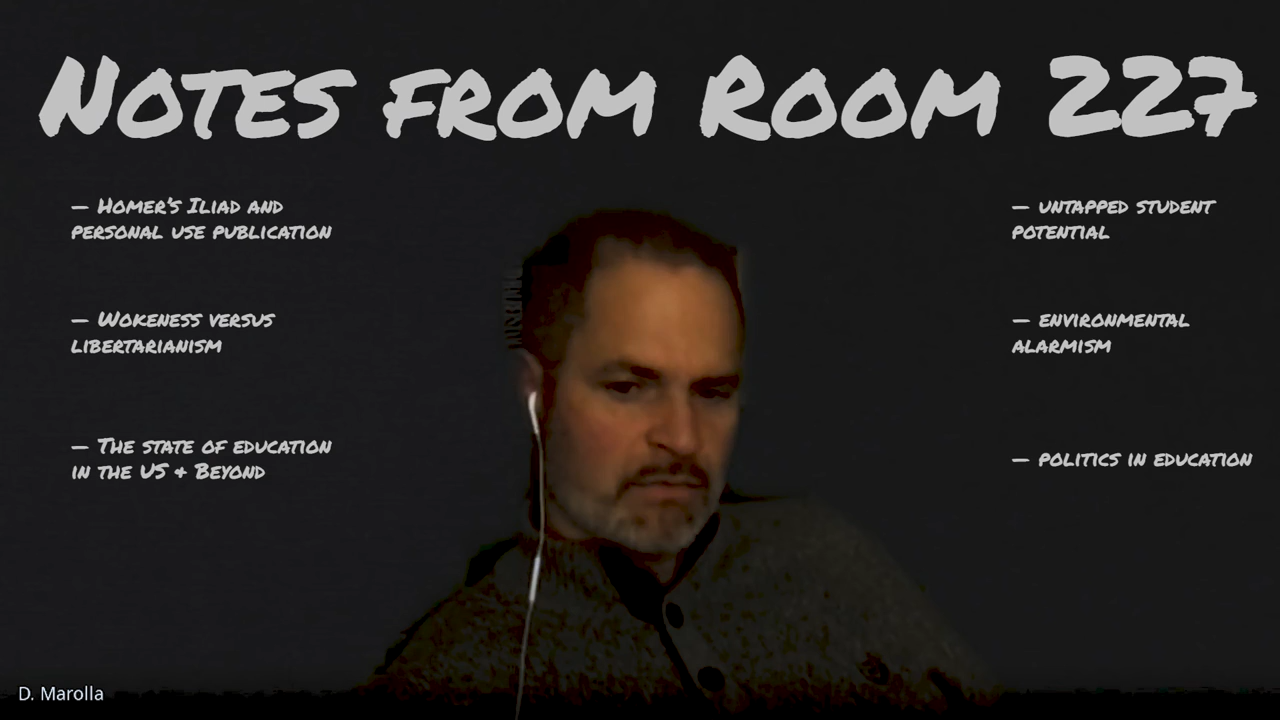 Notes from Room 227
— Homer's Iliad and
personal use publication
— Wokeness versus
libertarianism
— The state of education
in the US & Beyond
— untapped student
potential
— environmental
alarmism
— politics in education
D. Marolla